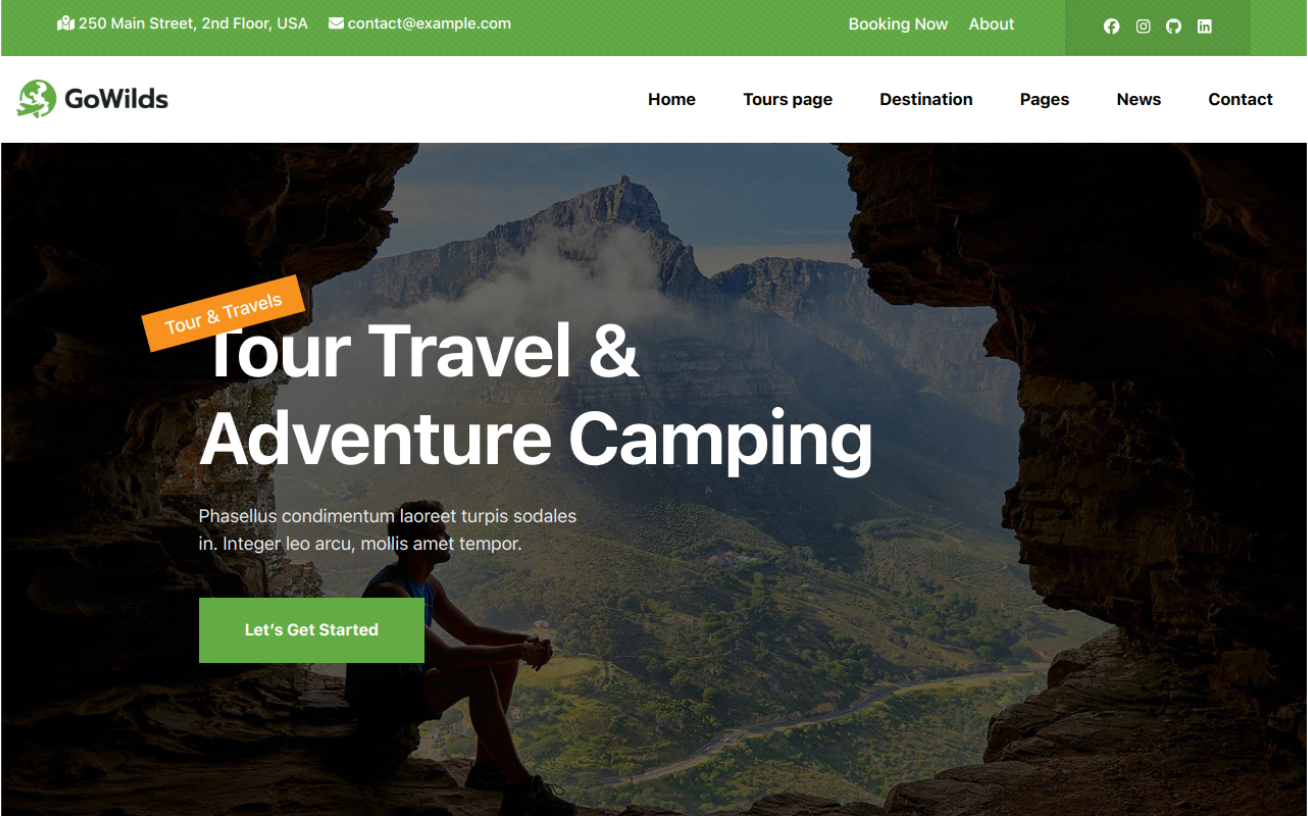 250 Main Street, 2nd Floor, USA contact@example.com Booking Now About
GoWilds Home Tours page Destination Pages News Contact
Tour & Travels
Tour Travel &
Adventure Camping
Phasellus condimentum laoreet turpis sodales
in. Integer leo arcu, mollis amet tempor.
Let’s Get Started